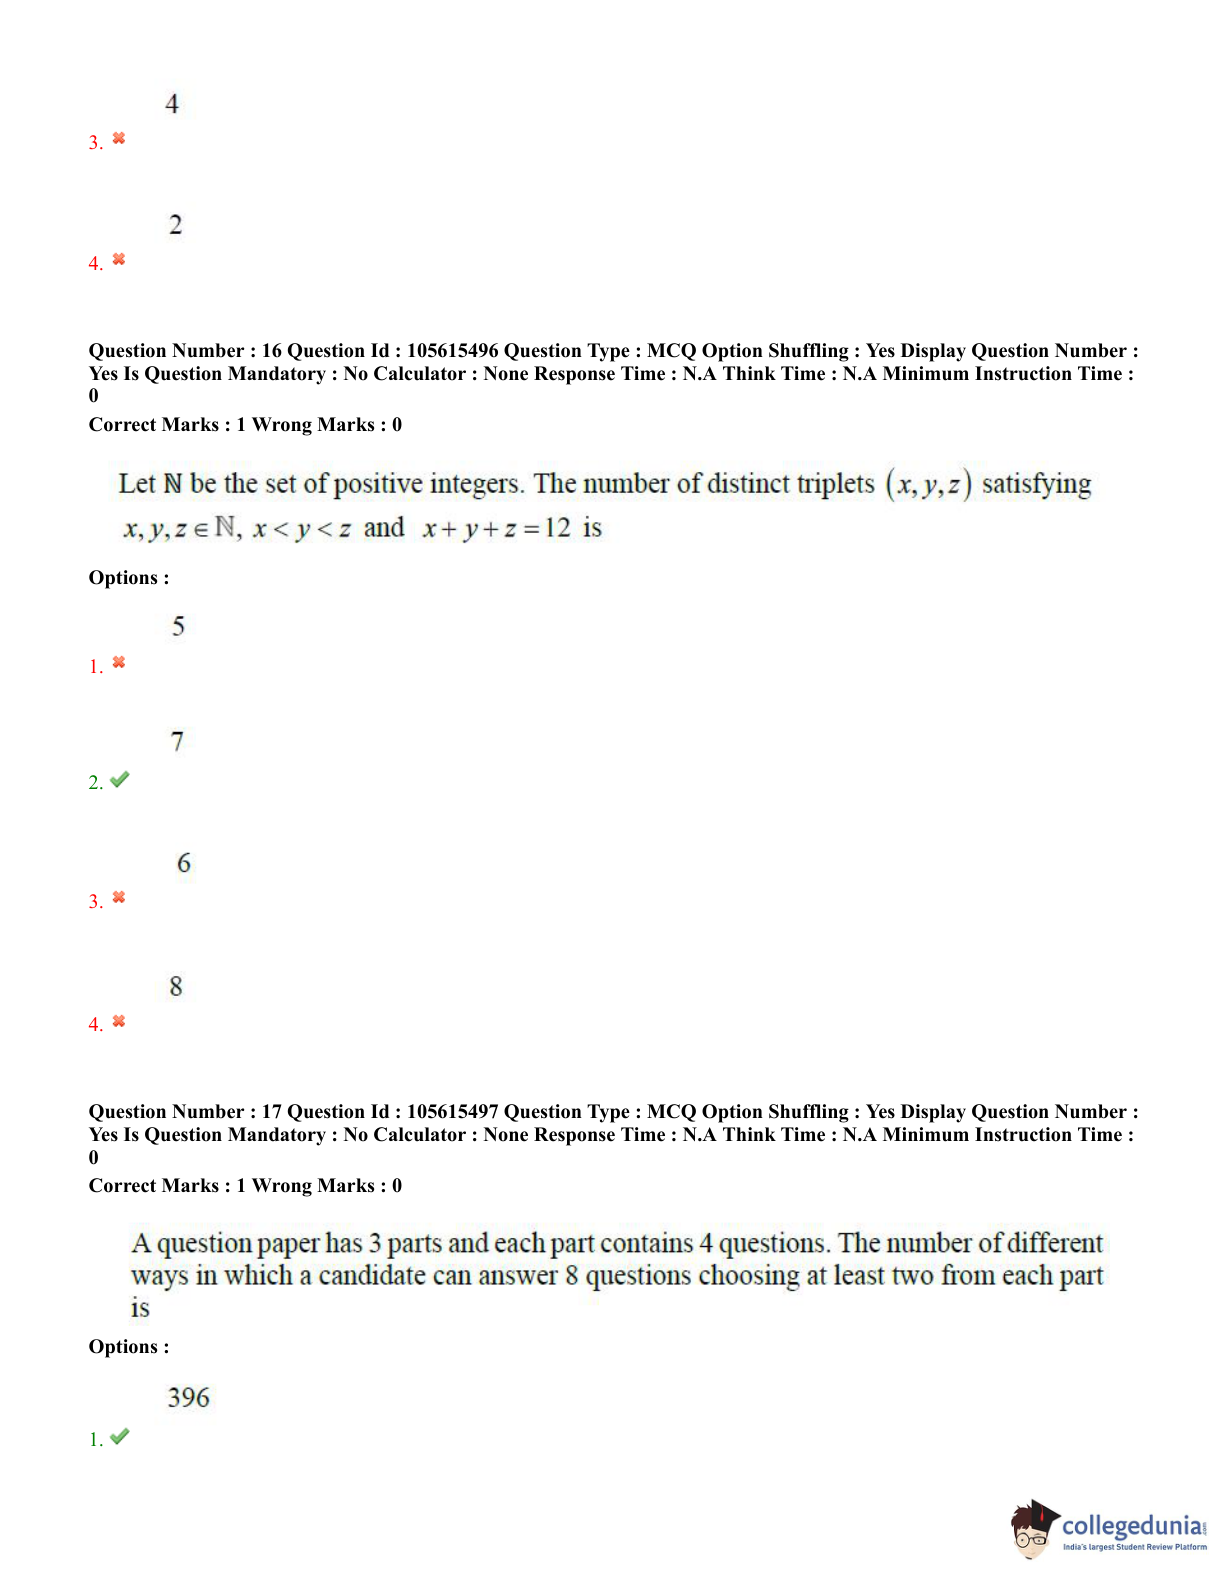 4
3.
2
4.
Question Number : 16 Question Id : 105615496 Question Type : MCQ Option Shuffling : Yes Display Question Number :
Yes Is Question Mandatory : No Calculator : None Response Time : N.A Think Time : N.A Minimum Instruction Time :
0
Correct Marks : 1 Wrong Marks : 0
Let ℕ be the set of positive integers. The number of distinct triplets (x, y, z) satisfying
x, y, z ∈ ℕ, x < y < z and x + y + z = 12 is
Options :
5
1.
7
2.
6
3.
8
4.
Question Number : 17 Question Id : 105615497 Question Type : MCQ Option Shuffling : Yes Display Question Number :
Yes Is Question Mandatory : No Calculator : None Response Time : N.A Think Time : N.A Minimum Instruction Time :
0
Correct Marks : 1 Wrong Marks : 0
A question paper has 3 parts and each part contains 4 questions. The number of different
ways in which a candidate can answer 8 questions choosing at least two from each part
is
Options :
396
1.
collegedunia.com
India's largest Student Review Platform